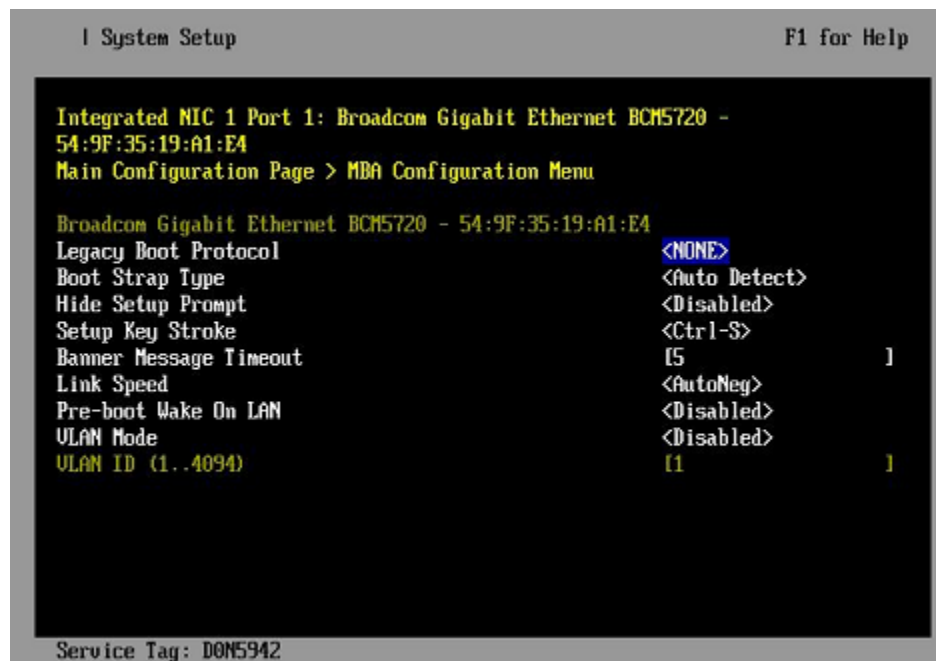 | System Setup F1 for Help
Integrated NIC 1 Port 1: Broadcom Gigabit Ethernet BCM5720 -
54:9F:35:19:A1:E4
Main Configuration Page > MBA Configuration Menu
Broadcom Gigabit Ethernet BCM5720 - 54:9F:35:19:A1:E4
Legacy Boot Protocol <NONE>
Boot Strap Type <Auto Detect>
Hide Setup Prompt <Disabled>
Setup Key Stroke <Ctrl-S>
Banner Message Timeout [5 ]
Link Speed <AutoNeg>
Pre-boot Wake On LAN <Disabled>
VLAN Mode <Disabled>
VLAN ID (1..4094) [1 ]
Service Tag: D0N5942